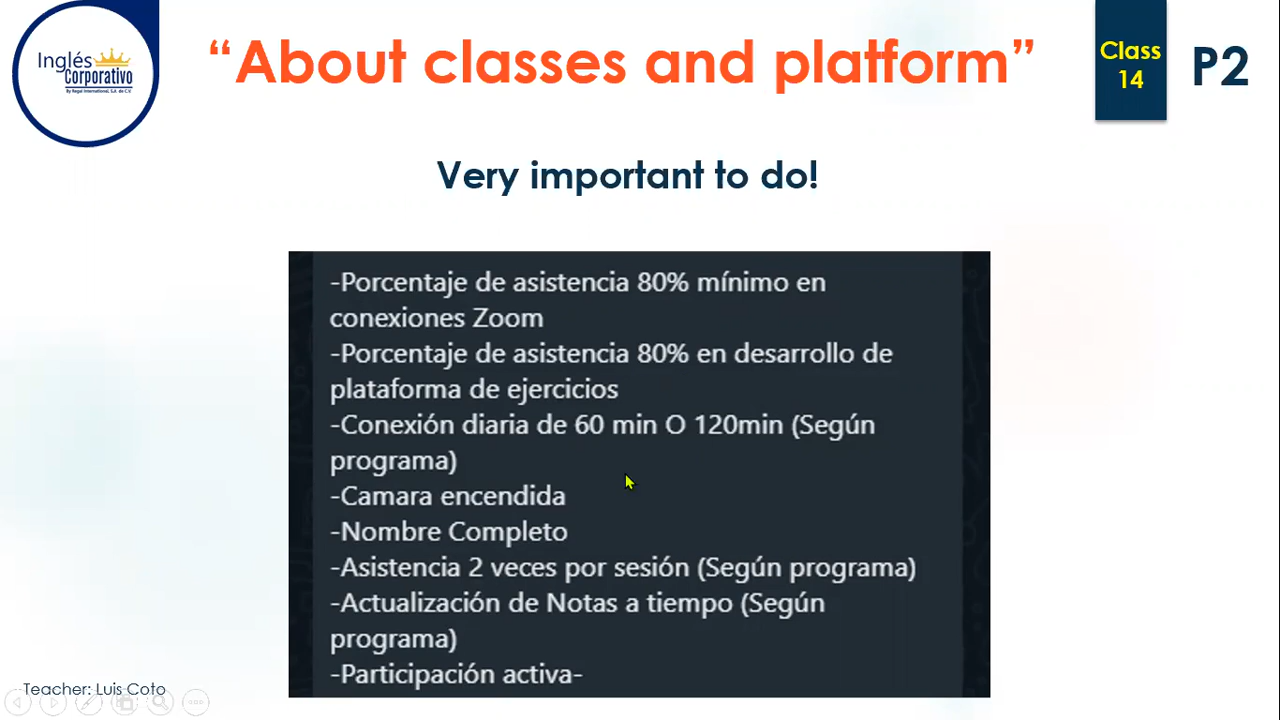 Inglés
Corporativo
By Regal International, S.A. de C.V.
“About classes and platform”
Class
14
P2
Very important to do!
-Porcentaje de asistencia 80% mínimo en
conexiones Zoom
-Porcentaje de asistencia 80% en desarrollo de
plataforma de ejercicios
-Conexión diaria de 60 min O 120min (Según
programa)
-Camara encendida
-Nombre Completo
-Asistencia 2 veces por sesión (Según programa)
-Actualización de Notas a tiempo (Según
programa)
-Participación activa-
Teacher: Luis Coto